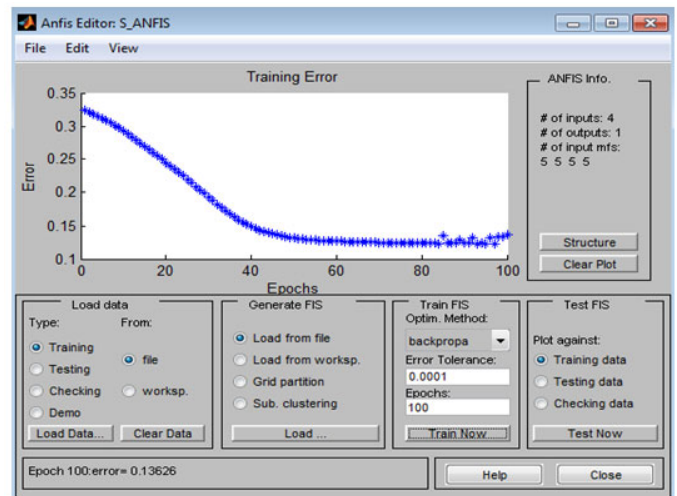 Anfis Editor: S_ANFIS
File Edit View
Training Error
0.35
0.3
0.25
0.2
0.15
0.1
Error
0 20 40 60 80 100
Epochs
ANFIS Info.
# of inputs: 4
# of outputs: 1
# of input mfs:
5 5 5 5
Structure
Clear Plot
Load data
Type: From:
Training
Testing
Checking
Demo
file
worksp.
Load Data... Clear Data
Generate FIS
Load from file
Load from worksp.
Grid partition
Sub. clustering
Load ...
Train FIS
Optim. Method:
backpropa
Error Tolerance:
0.0001
Epochs:
100
Train Now
Test FIS
Plot against:
Training data
Testing data
Checking data
Test Now
Epoch 100:error= 0.13626
Help Close